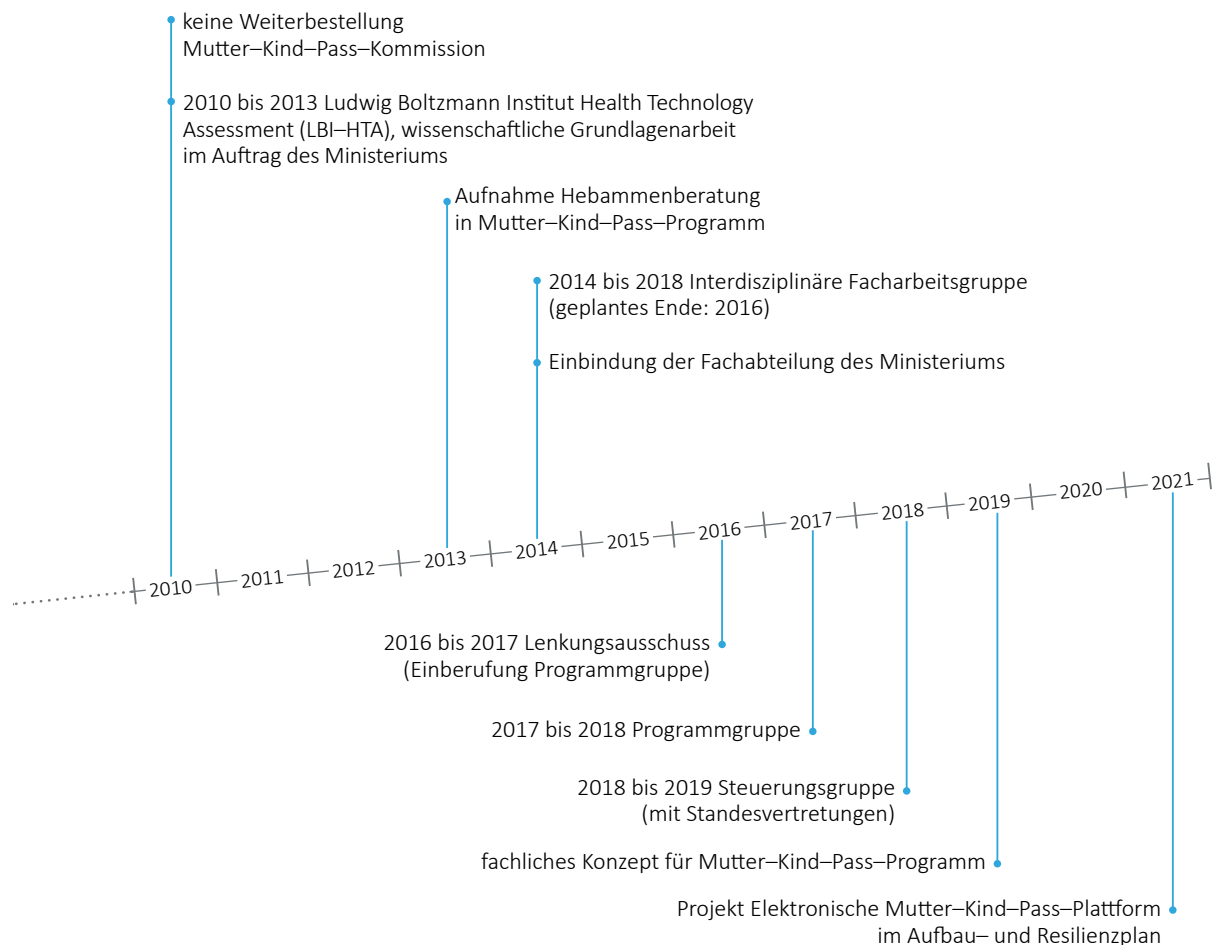 keine Weiterbestellung
Mutter–Kind–Pass–Kommission
2010 bis 2013 Ludwig Boltzmann Institut Health Technology
Assessment (LBI–HTA), wissenschaftliche Grundlagenarbeit
im Auftrag des Ministeriums
Aufnahme Hebammenberatung
in Mutter–Kind–Pass–Programm
2014 bis 2018 Interdisziplinäre Facharbeitsgruppe
(geplantes Ende: 2016)
Einbindung der Fachabteilung des Ministeriums
2010 2011 2012 2013 2014 2015 2016 2017 2018 2019 2020 2021
2016 bis 2017 Lenkungsausschuss
(Einberufung Programmgruppe)
2017 bis 2018 Programmgruppe
2018 bis 2019 Steuerungsgruppe
(mit Standesvertretungen)
fachliches Konzept für Mutter–Kind–Pass–Programm
Projekt Elektronische Mutter–Kind–Pass–Plattform
im Aufbau– und Resilienzplan